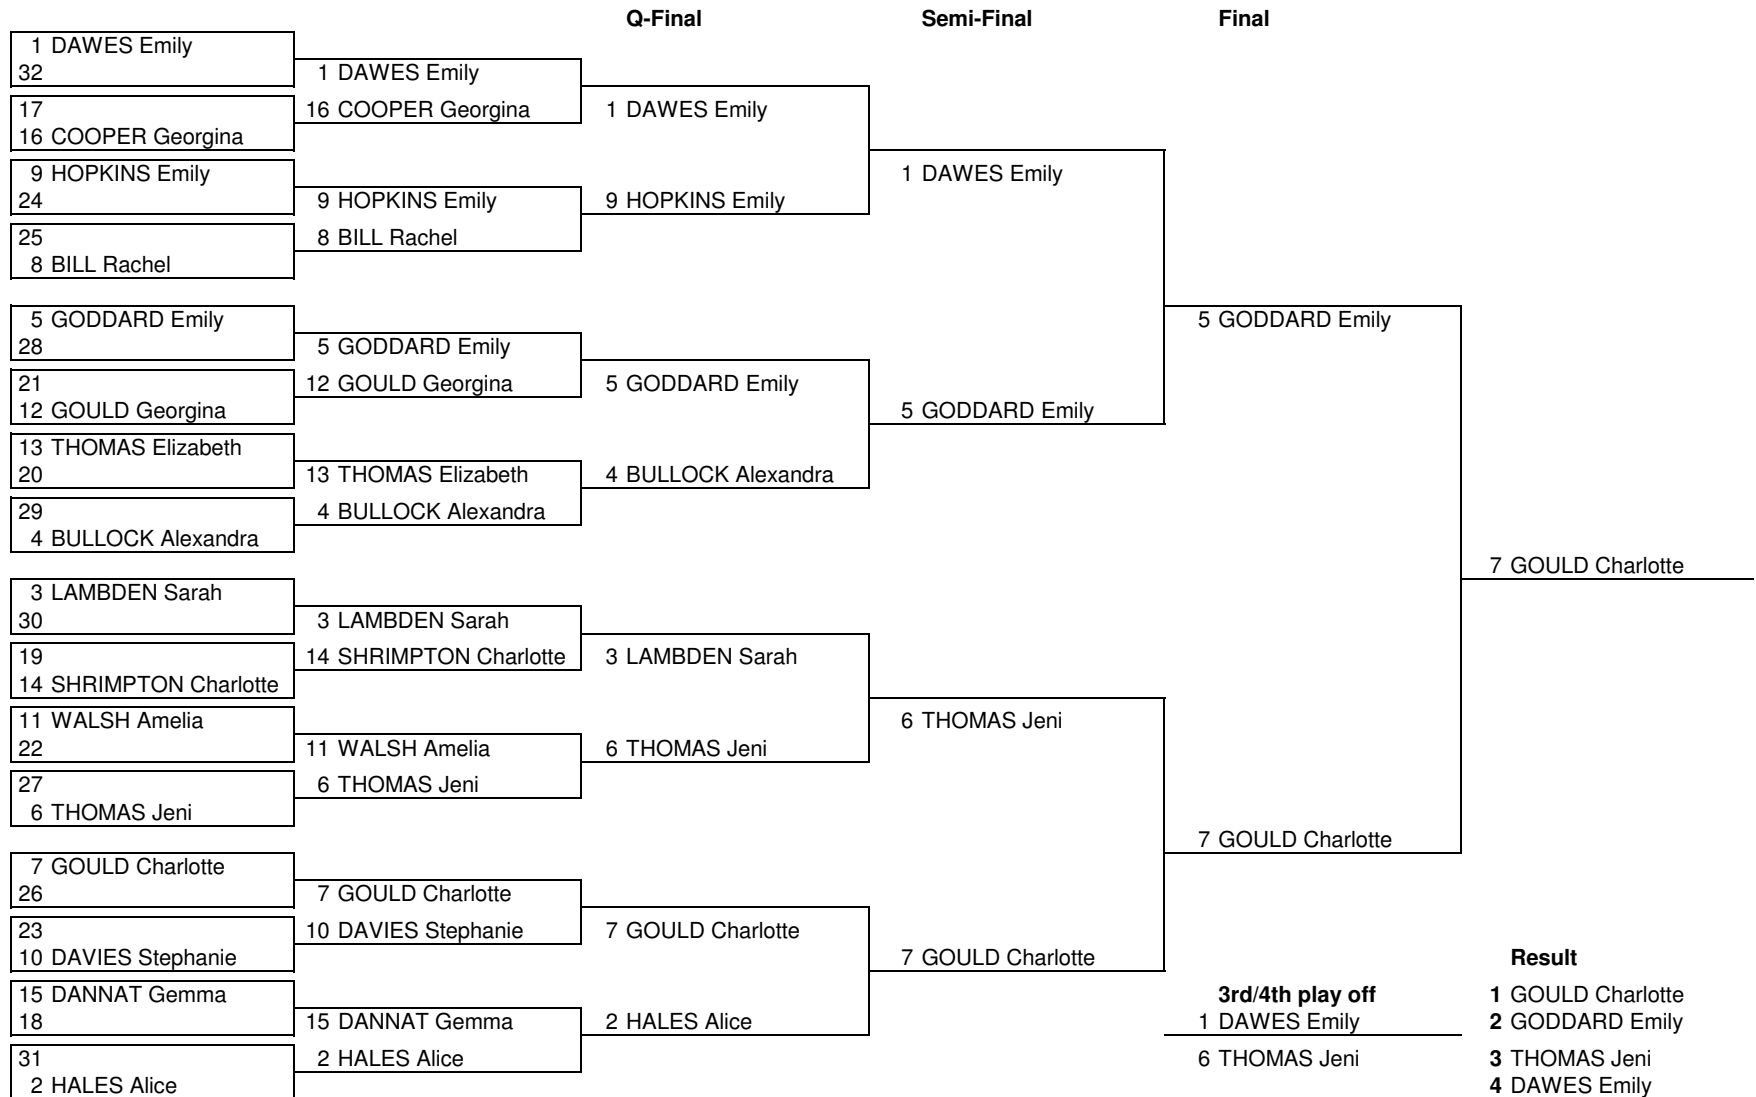 Q-Final
Semi-Final
Final
1 DAWES Emily
32
17
16 COOPER Georgina
9 HOPKINS Emily
24
25
8 BILL Rachel
5 GODDARD Emily
28
21
12 GOULD Georgina
13 THOMAS Elizabeth
20
29
4 BULLOCK Alexandra
3 LAMBDEN Sarah
30
19
14 SHRIMPTON Charlotte
11 WALSH Amelia
22
27
6 THOMAS Jeni
7 GOULD Charlotte
26
23
10 DAVIES Stephanie
15 DANNAT Gemma
18
31
2 HALES Alice
1 DAWES Emily
16 COOPER Georgina
9 HOPKINS Emily
8 BILL Rachel
5 GODDARD Emily
12 GOULD Georgina
13 THOMAS Elizabeth
4 BULLOCK Alexandra
3 LAMBDEN Sarah
14 SHRIMPTON Charlotte
11 WALSH Amelia
6 THOMAS Jeni
7 GOULD Charlotte
10 DAVIES Stephanie
15 DANNAT Gemma
2 HALES Alice
1 DAWES Emily
9 HOPKINS Emily
5 GODDARD Emily
4 BULLOCK Alexandra
3 LAMBDEN Sarah
6 THOMAS Jeni
7 GOULD Charlotte
2 HALES Alice
1 DAWES Emily
5 GODDARD Emily
6 THOMAS Jeni
7 GOULD Charlotte
5 GODDARD Emily
7 GOULD Charlotte
7 GOULD Charlotte
3rd/4th play off
1 DAWES Emily
6 THOMAS Jeni
Result
1 GOULD Charlotte
2 GODDARD Emily
3 THOMAS Jeni
4 DAWES Emily